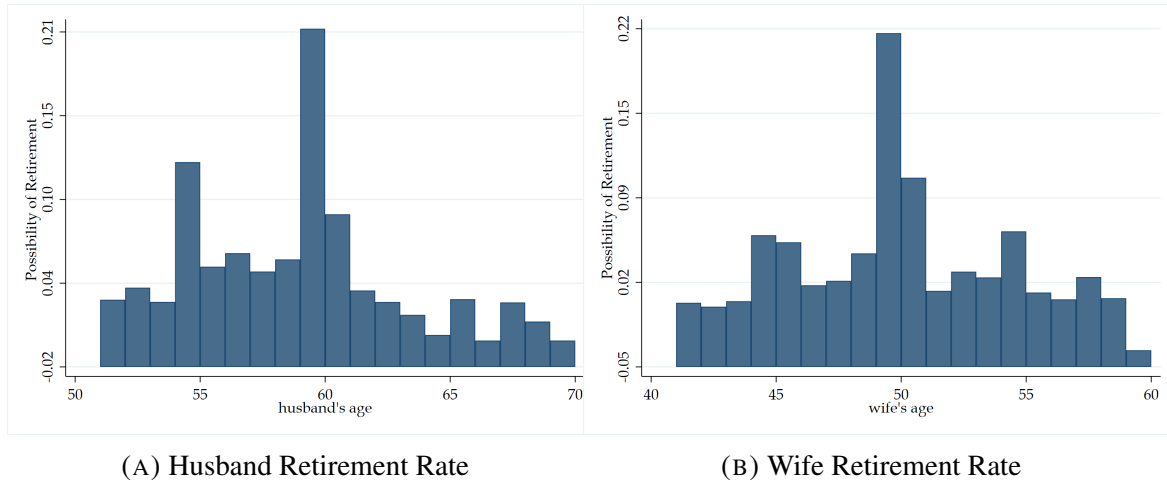 Possibility of Retirement
0.21
0.15
0.10
0.04
-0.02
50 55 60 65 70
husband's age
(A) Husband Retirement Rate
Possibility of Retirement
0.22
0.15
0.09
0.02
-0.05
40 45 50 55 60
wife's age
(B) Wife Retirement Rate